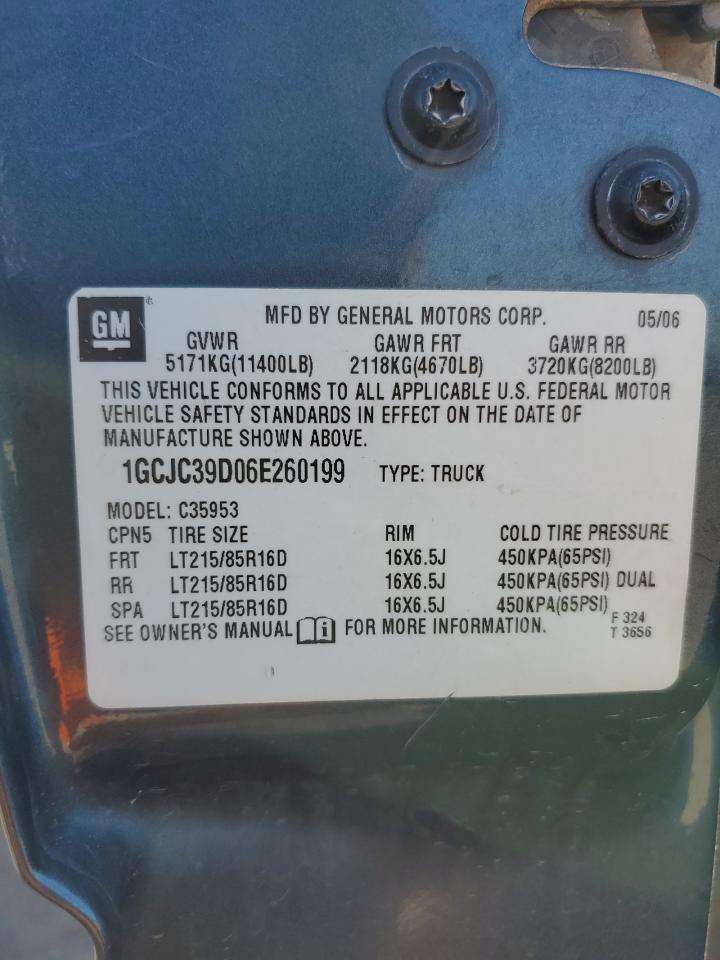 GM ® MFD BY GENERAL MOTORS CORP. 05/06
GVWR GAWR FRT GAWR RR
5171KG(11400LB) 2118KG(4670LB) 3720KG(8200LB)
THIS VEHICLE CONFORMS TO ALL APPLICABLE U.S. FEDERAL MOTOR
VEHICLE SAFETY STANDARDS IN EFFECT ON THE DATE OF
MANUFACTURE SHOWN ABOVE.
1GCJC39D06E260199 TYPE: TRUCK
MODEL: C35953
CPN5 TIRE SIZE RIM COLD TIRE PRESSURE
FRT LT215/85R16D 16X6.5J 450KPA(65PSI)
RR LT215/85R16D 16X6.5J 450KPA(65PSI) DUAL
SPA LT215/85R16D 16X6.5J 450KPA(65PSI)
SEE OWNER'S MANUAL i FOR MORE INFORMATION.
F 324
T 3656